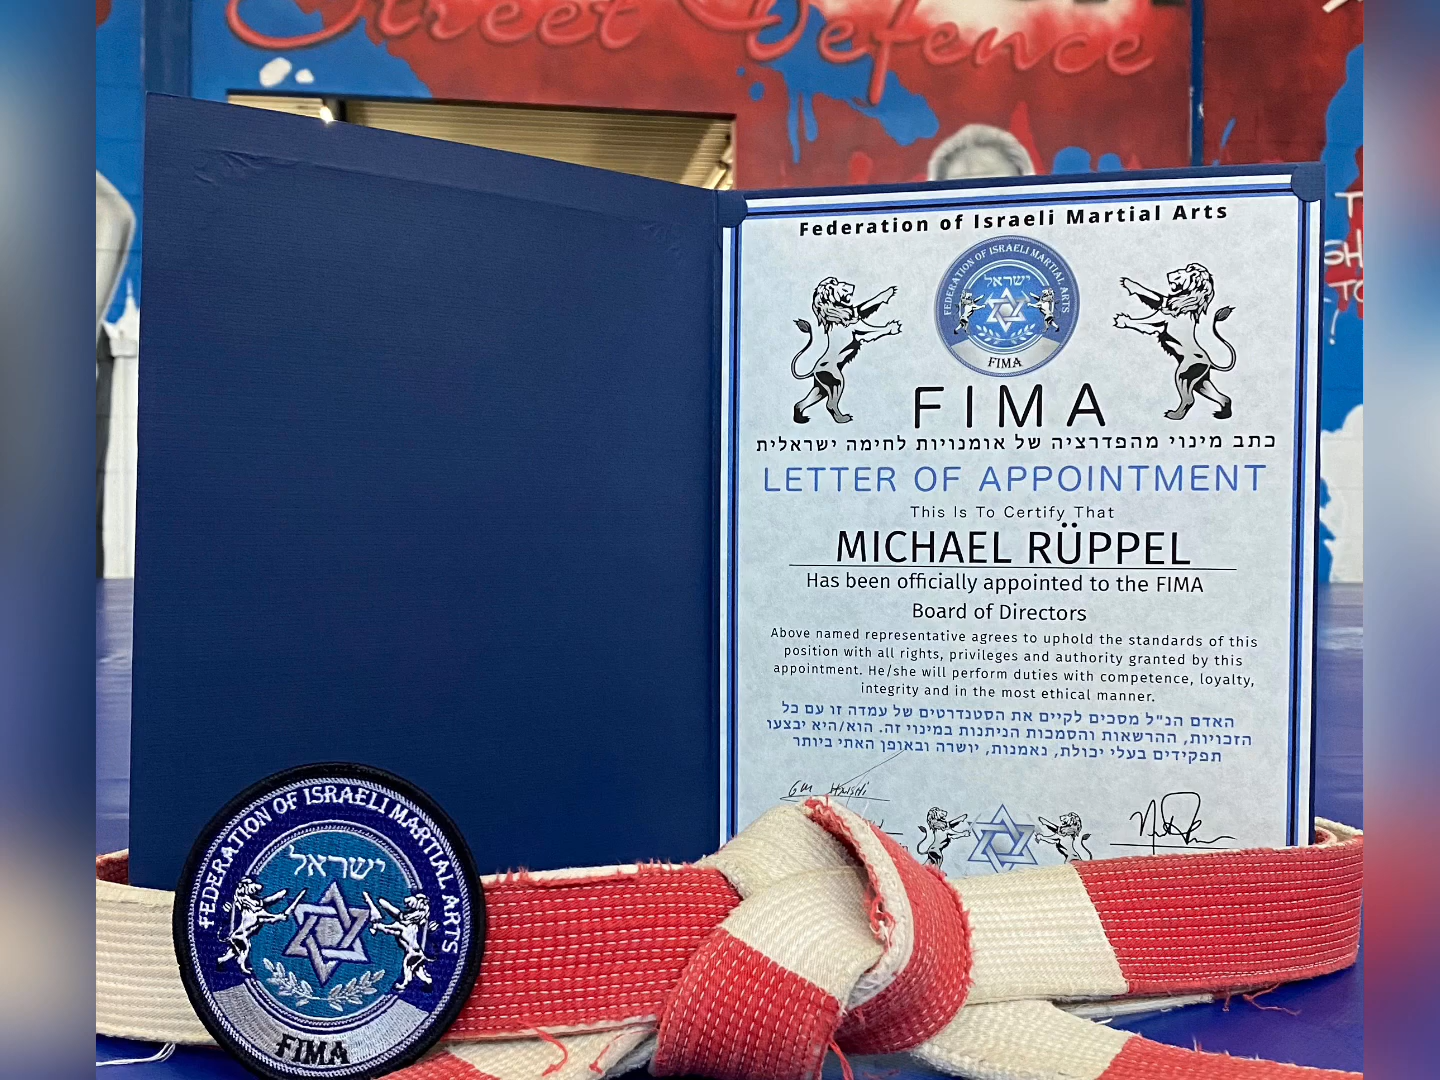 Street Defence
Federation of Israeli Martial Arts
FEDERATION OF ISRAELI MARTIAL ARTS
ישראל
FIMA
FIMA
כתב מינוי מהפדרציה של אומנויות לחימה ישראלית
LETTER OF APPOINTMENT
This Is To Certify That
MICHAEL RÜPPEL
Has been officially appointed to the FIMA
Board of Directors
Above named representative agrees to uphold the standards of this
position with all rights, privileges and authority granted by this
appointment. He/she will perform duties with competence, loyalty,
integrity and in the most ethical manner.
האדם הנ"ל מסכים לקיים את הסטנדרטים של עמדה זו עם כל
הזכויות, ההרשאות והסמכות הניתנות במינוי זה. הוא/היא יבצעו
תפקידים בעלי יכולת, נאמנות, יושרה ובאופן האתי ביותר
FEDERATION OF ISRAELI MARTIAL ARTS
ישראל
FIMA